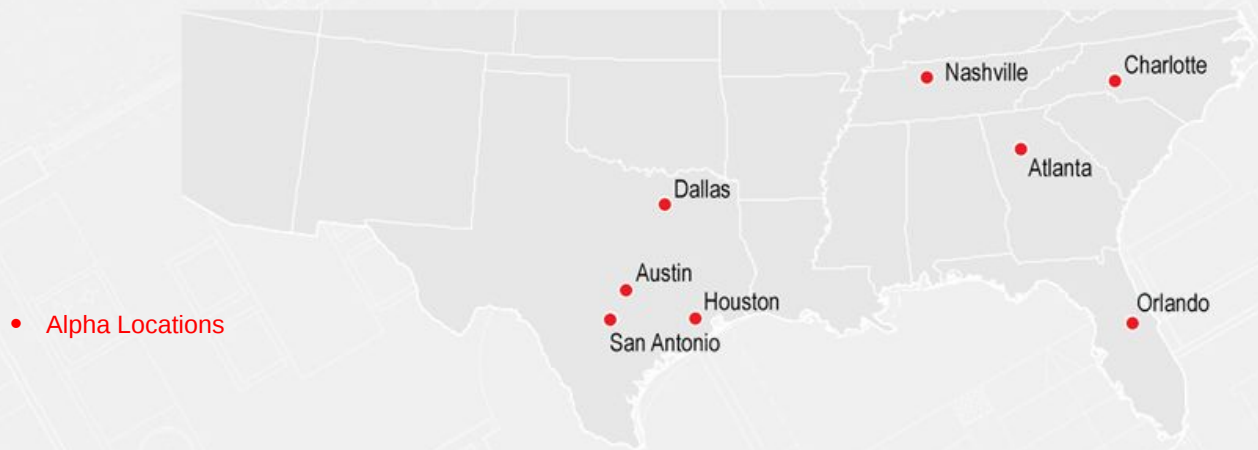 Nashville
Charlotte
Atlanta
Dallas
Austin
Houston
San Antonio
Orlando
Alpha Locations